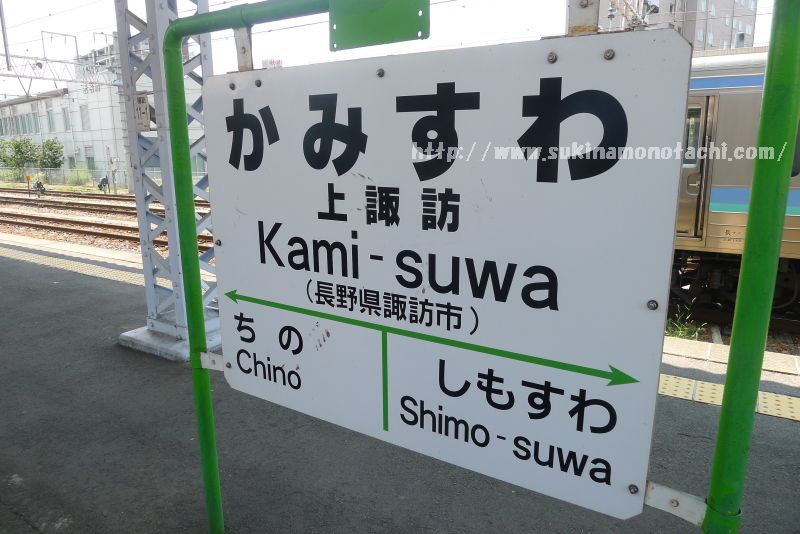 かみすわ
http://www.sukinamonotachi.com/
上諏訪
Kami-suwa
(長野県諏訪市)
ちの
Chino
しもすわ
Shimo-suwa